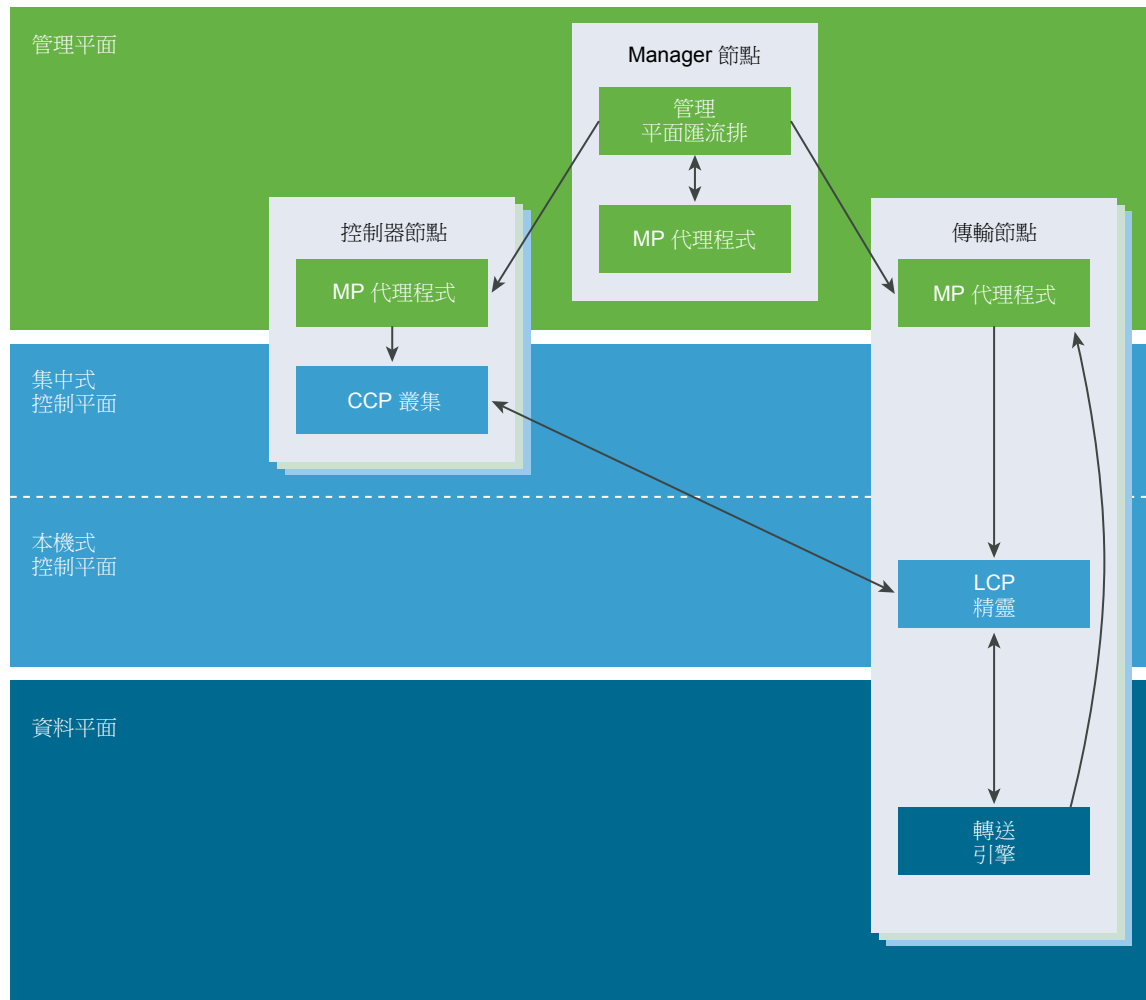 管理平面
Manager 節點
管理
平面匯流排
MP 代理程式
控制器節點
MP 代理程式
傳輸節點
MP 代理程式
集中式
控制平面
CCP 叢集
本機式
控制平面
LCP
精靈
資料平面
轉送
引擎